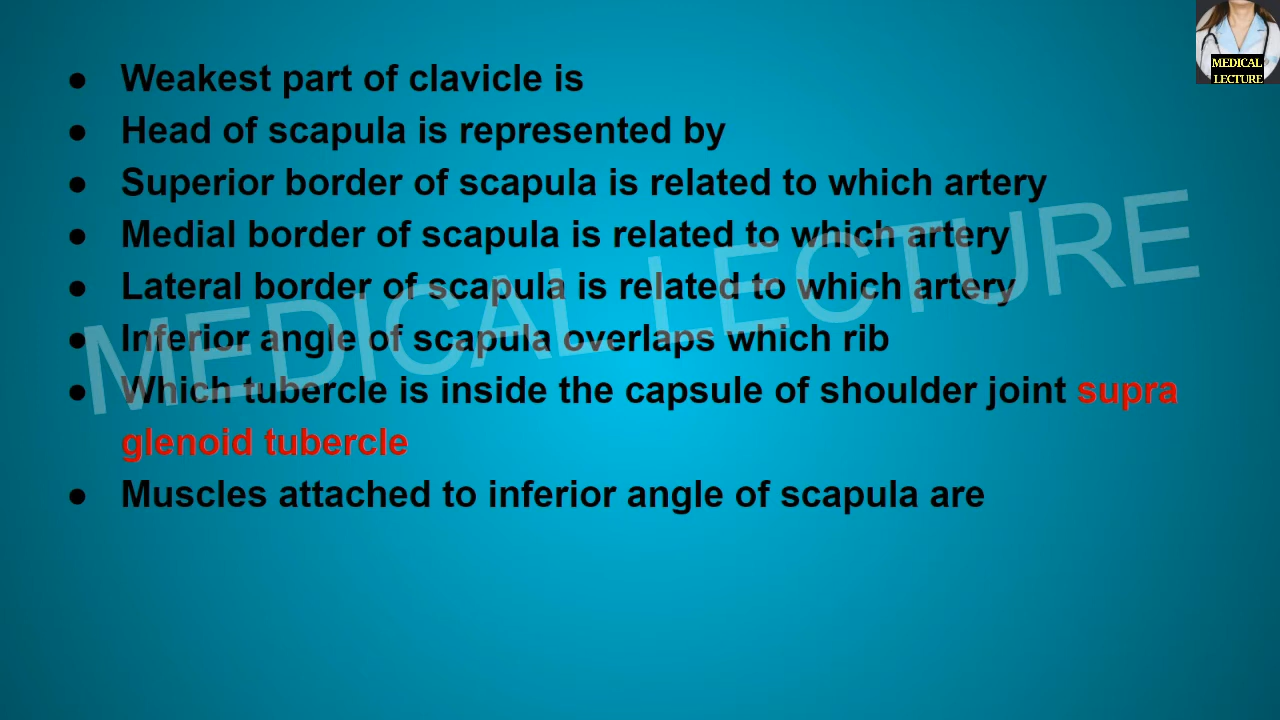 MEDICAL
LECTURE
● Weakest part of clavicle is
● Head of scapula is represented by
● Superior border of scapula is related to which artery
● Medial border of scapula is related to which artery
● Lateral border of scapula is related to which artery
● Inferior angle of scapula overlaps which rib
● Which tubercle is inside the capsule of shoulder joint supra
glenoid tubercle
● Muscles attached to inferior angle of scapula are
MEDICAL LECTURE